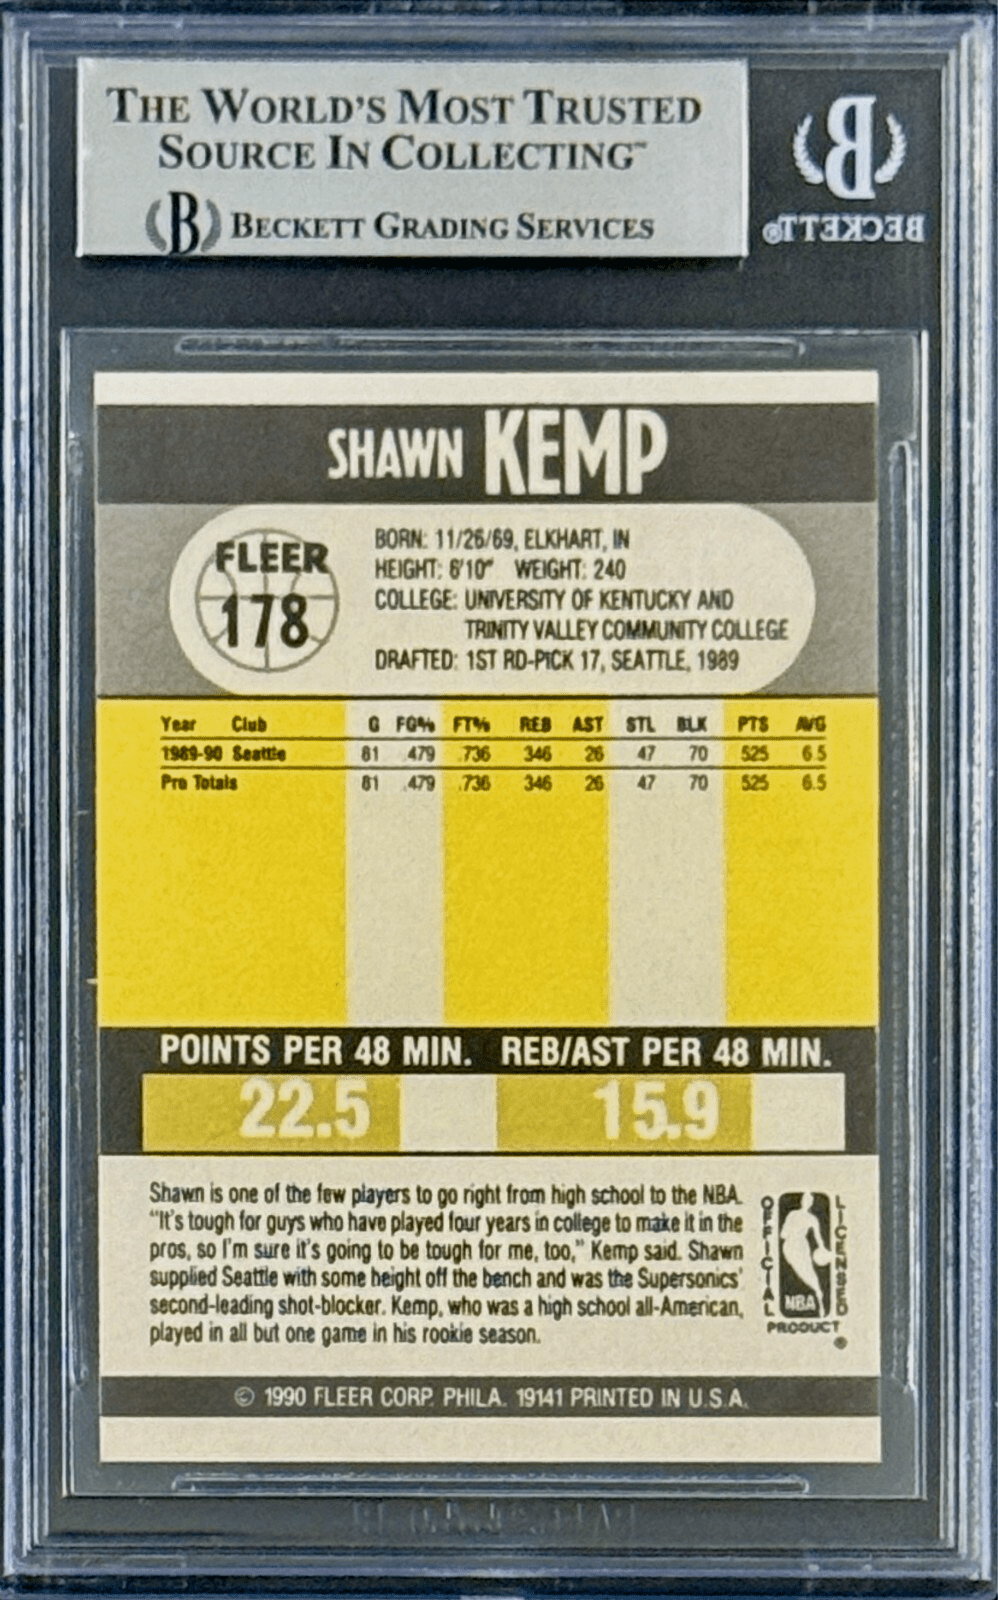 THE WORLD'S MOST TRUSTED
SOURCE IN COLLECTING™
B BECKETT GRADING SERVICES
B
BECKETT®
SHAWN KEMP
FLEER
178
BORN: 11/26/69, ELKHART, IN
HEIGHT: 6'10" WEIGHT: 240
COLLEGE: UNIVERSITY OF KENTUCKY AND
TRINITY VALLEY COMMUNITY COLLEGE
DRAFTED: 1ST RD-PICK 17, SEATTLE, 1989
Year Club G FG% FT% REB AST STL BLK PTS AVG
1989-90 Seattle 81 .479 .736 346 26 47 70 525 6.5
Pro Totals 81 .479 .736 346 26 47 70 525 6.5
POINTS PER 48 MIN. REB/AST PER 48 MIN.
22.5 15.9
Shawn is one of the few players to go right from high school to the NBA.
"It's tough for guys who have played four years in college to make it in the
pros, so I'm sure it's going to be tough for me, too," Kemp said. Shawn
supplied Seattle with some height off the bench and was the Supersonics'
second-leading shot-blocker. Kemp, who was a high school all-American,
played in all but one game in his rookie season.
OFFICIAL
NBA
LICENSED
PRODUCT
®
© 1990 FLEER CORP. PHILA. 19141 PRINTED IN U.S.A.